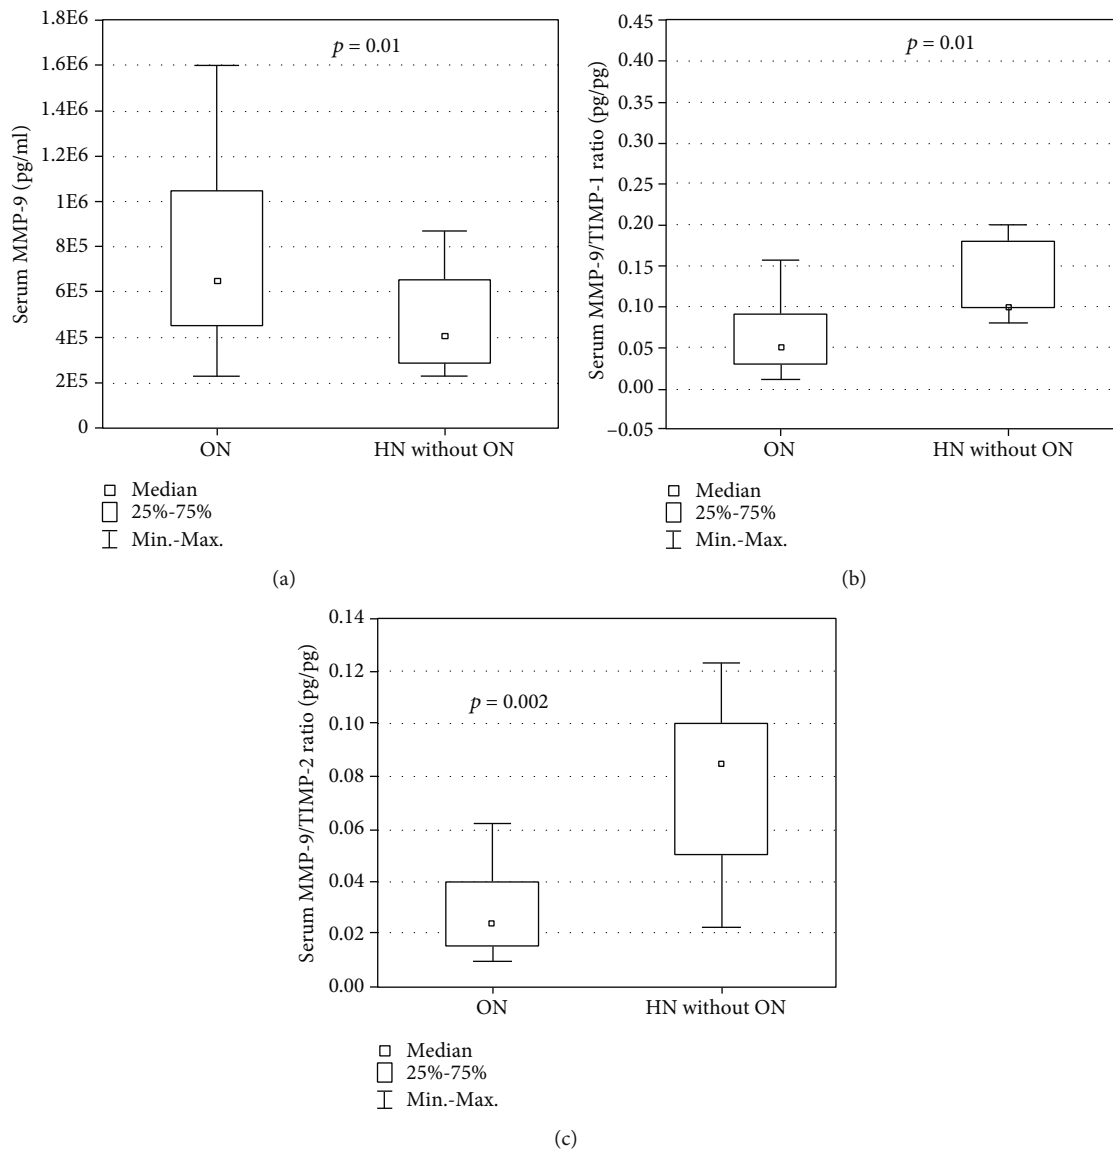 Serum MMP-9 (pg/ml)
1.8E6
1.6E6
1.4E6
1.2E6
1E6
8E5
6E5
4E5
2E5
0
p = 0.01
ON
HN without ON
Median
25%-75%
Min.-Max.
(a)
Serum MMP-9/TIMP-1 ratio (pg/pg)
0.45
0.40
0.35
0.30
0.25
0.20
0.15
0.10
0.05
0.00
−0.05
p = 0.01
ON
HN without ON
Median
25%-75%
Min.-Max.
(b)
Serum MMP-9/TIMP-2 ratio (pg/pg)
0.14
0.12
0.10
0.08
0.06
0.04
0.02
0.00
p = 0.002
ON
HN without ON
Median
25%-75%
Min.-Max.
(c)